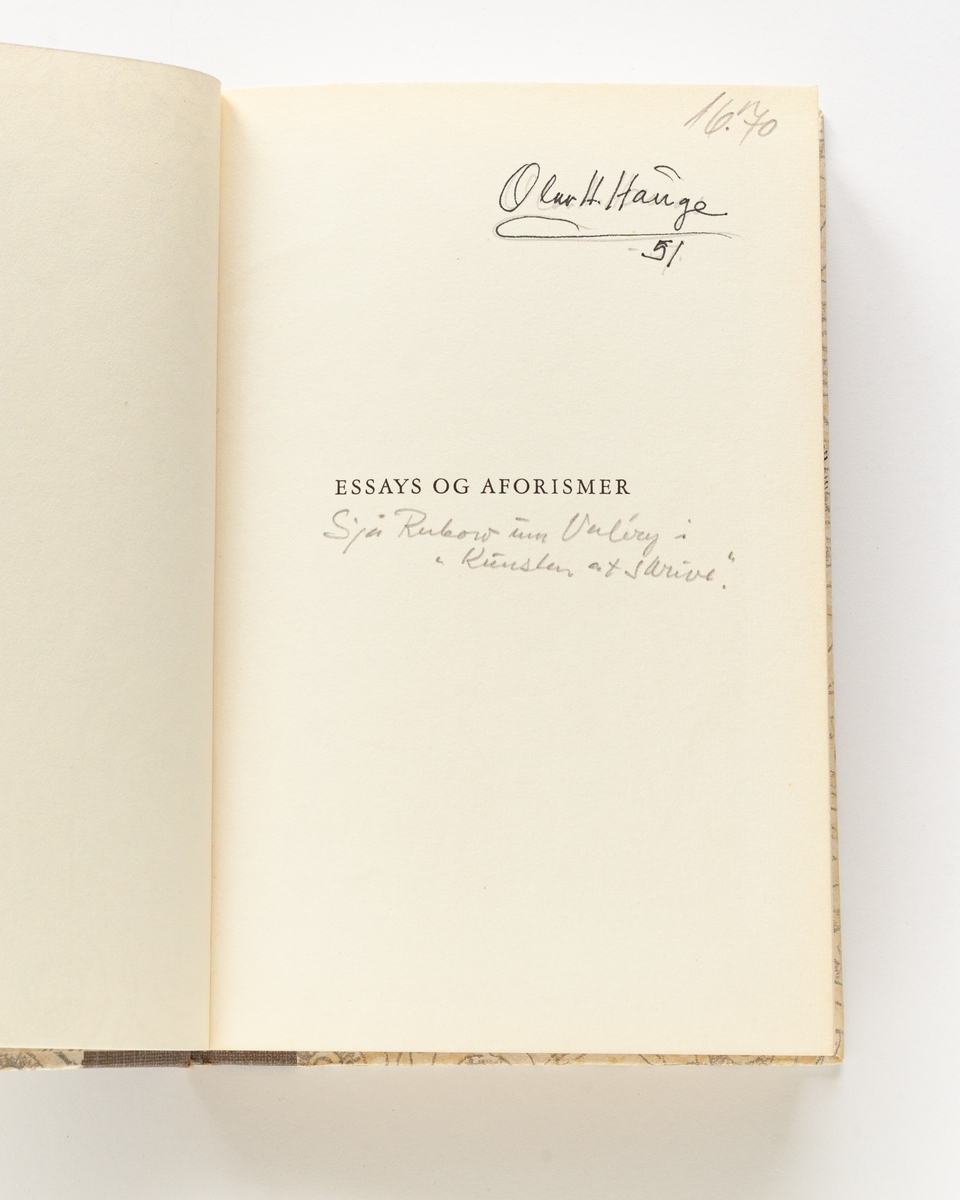 16.70
Olav H. Hauge
-51
ESSAYS OG AFORISMER
Sjå Rubow um Valéry i
"Kunsten at skrive".